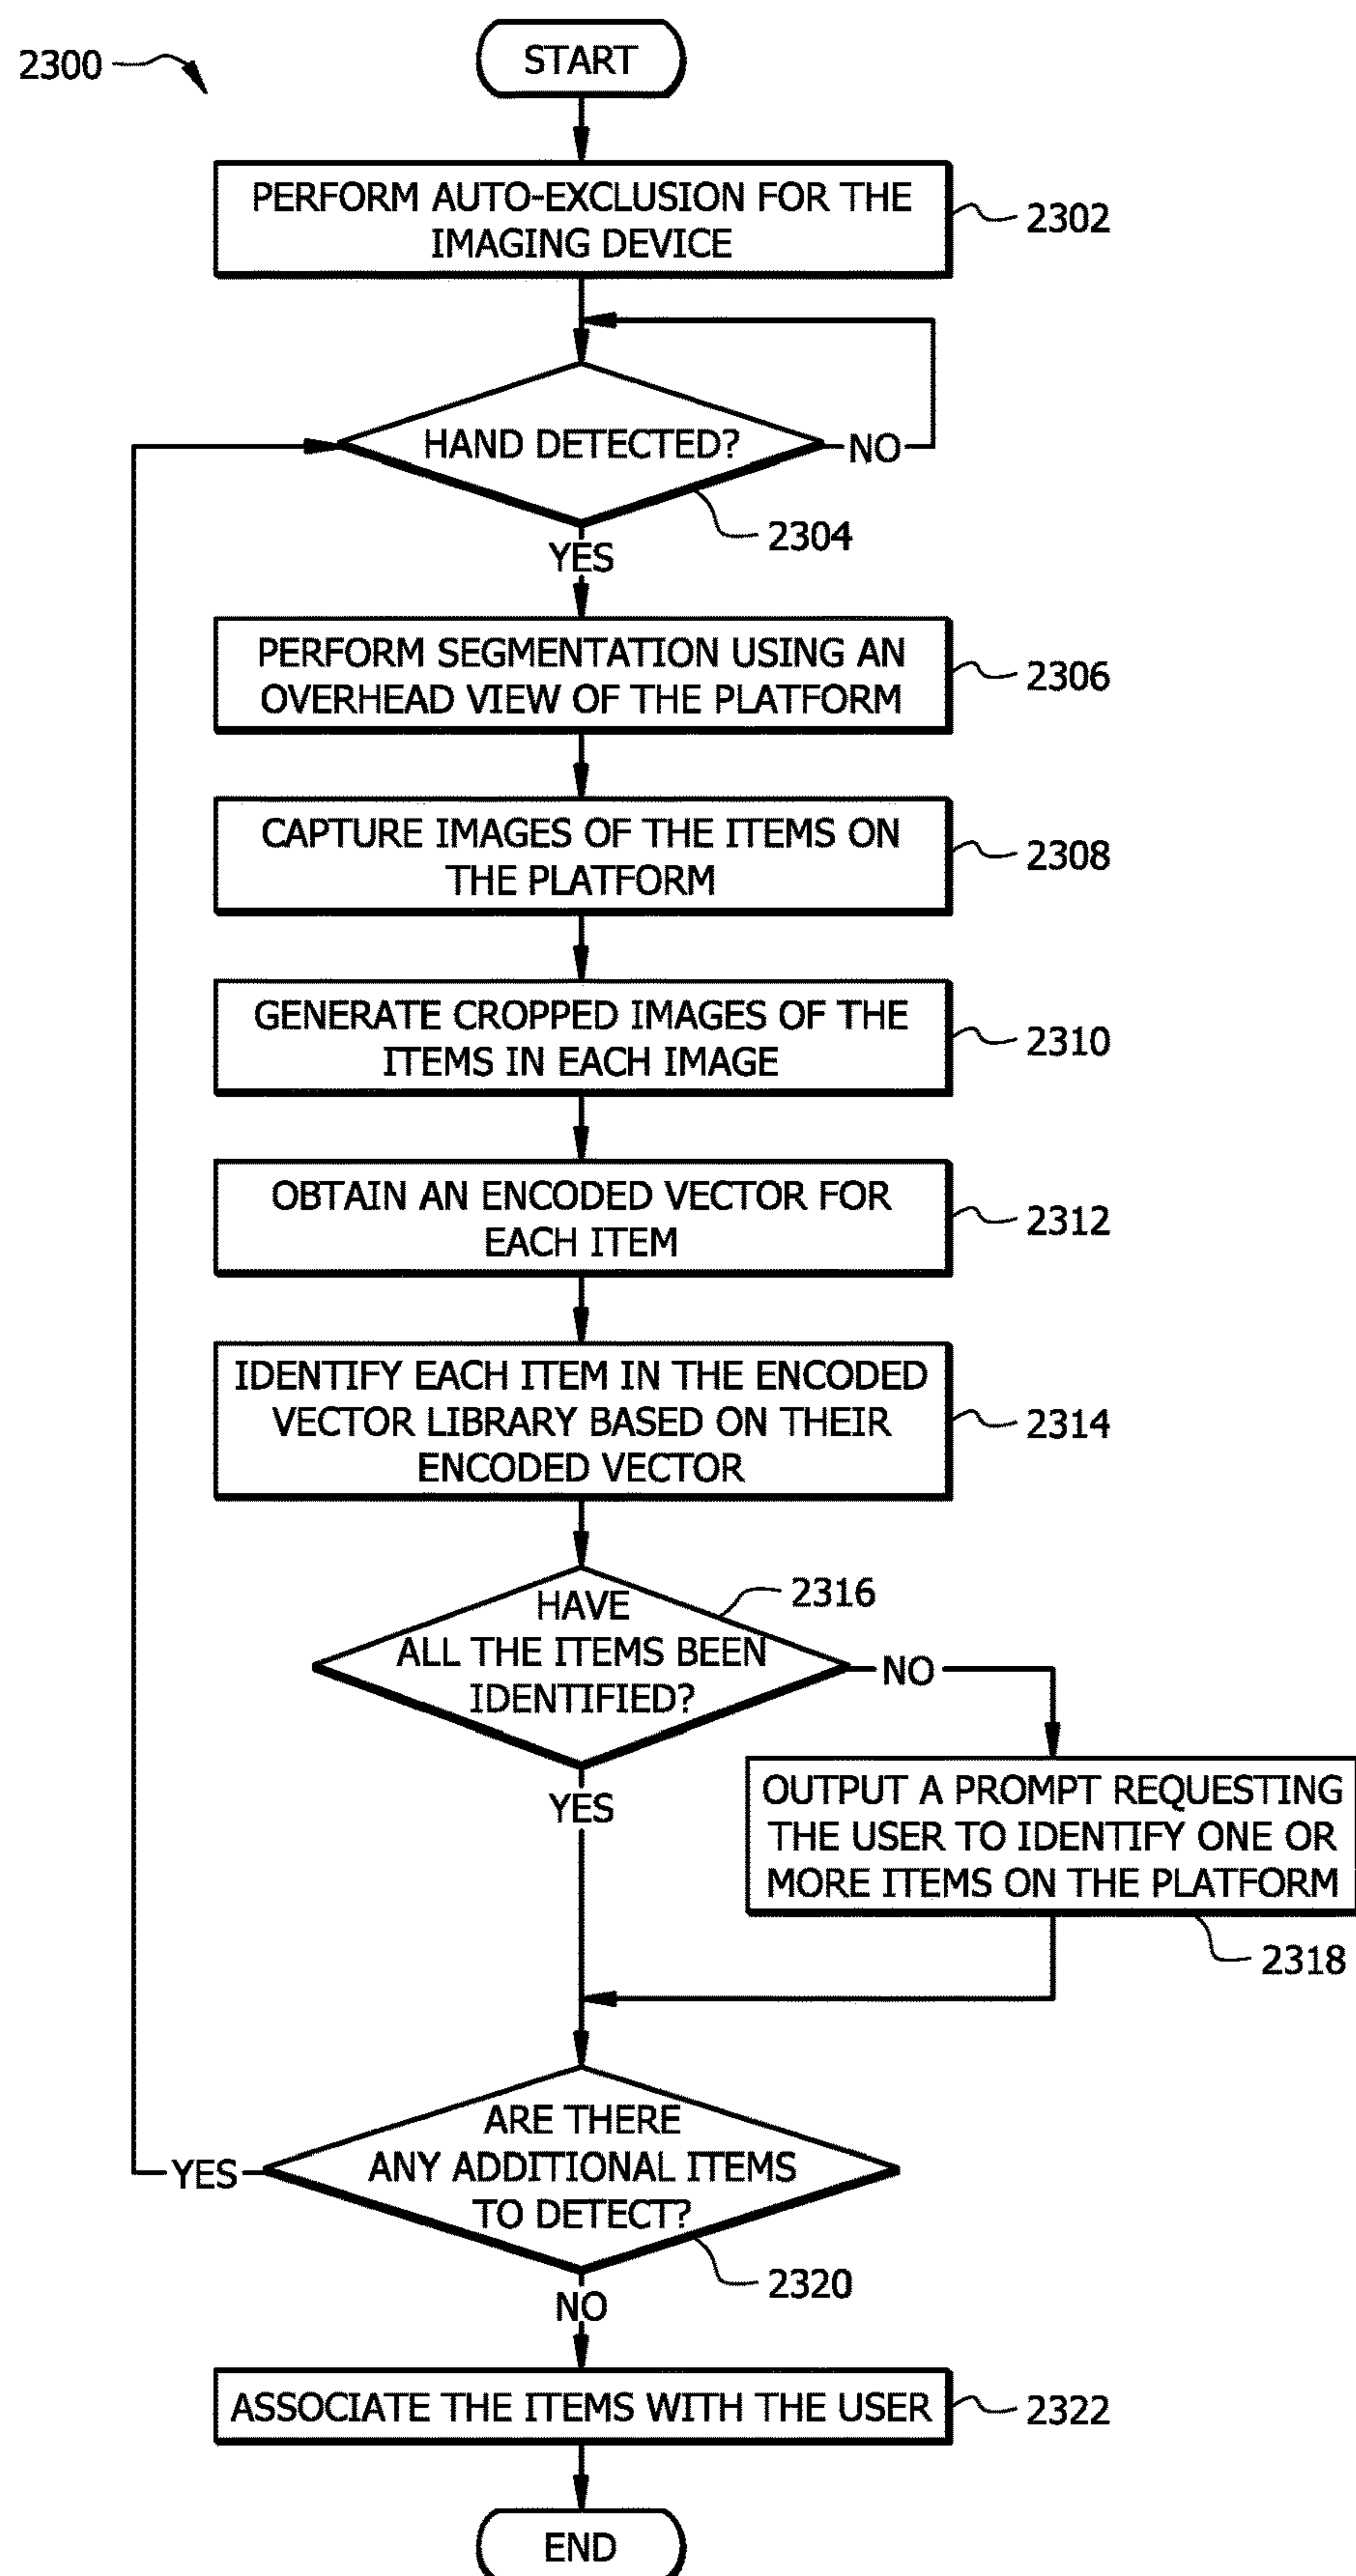 2300
START
PERFORM AUTO-EXCLUSION FOR THE
IMAGING DEVICE
2302
HAND DETECTED?
NO
2304
YES
PERFORM SEGMENTATION USING AN
OVERHEAD VIEW OF THE PLATFORM
2306
CAPTURE IMAGES OF THE ITEMS ON
THE PLATFORM
2308
GENERATE CROPPED IMAGES OF THE
ITEMS IN EACH IMAGE
2310
OBTAIN AN ENCODED VECTOR FOR
EACH ITEM
2312
IDENTIFY EACH ITEM IN THE ENCODED
VECTOR LIBRARY BASED ON THEIR
ENCODED VECTOR
2314
HAVE
ALL THE ITEMS BEEN
IDENTIFIED?
2316
NO
YES
OUTPUT A PROMPT REQUESTING
THE USER TO IDENTIFY ONE OR
MORE ITEMS ON THE PLATFORM
2318
ARE THERE
ANY ADDITIONAL ITEMS
TO DETECT?
YES
2320
NO
ASSOCIATE THE ITEMS WITH THE USER
2322
END